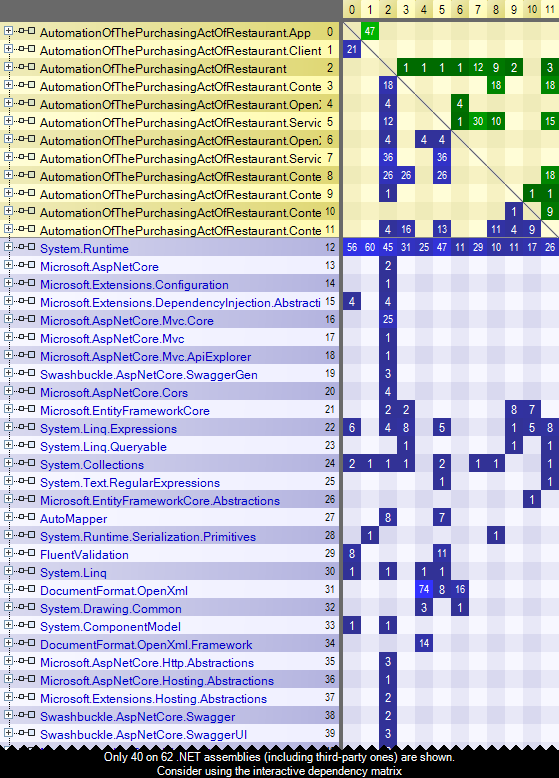 0 1 2 3 4 5 6 7 8 9 10 11
AutomationOfThePurchasingActOfRestaurant.App 0 47
AutomationOfThePurchasingActOfRestaurant.Client 1 21
AutomationOfThePurchasingActOfRestaurant 2 1 1 1 1 12 9 2 3
AutomationOfThePurchasingActOfRestaurant.Conte 3 18 18 18
AutomationOfThePurchasingActOfRestaurant.Open 4 4 4
AutomationOfThePurchasingActOfRestaurant.Servic 5 12 1 30 10 15
AutomationOfThePurchasingActOfRestaurant.Open 6 4 4 4
AutomationOfThePurchasingActOfRestaurant.Servic 7 36 36
AutomationOfThePurchasingActOfRestaurant.Conte 8 26 26 26 18
AutomationOfThePurchasingActOfRestaurant.Conte 9 1 1 1
AutomationOfThePurchasingActOfRestaurant.Conte 10 1 9
AutomationOfThePurchasingActOfRestaurant.Conte 11 4 16 13 11 4 9
System.Runtime 12 56 60 45 31 25 47 11 29 10 11 17 26
Microsoft.AspNetCore 13 2
Microsoft.Extensions.Configuration 14 1
Microsoft.Extensions.DependencyInjection.Abstracti 15 4 4
Microsoft.AspNetCore.Mvc.Core 16 25
Microsoft.AspNetCore.Mvc 17 1
Microsoft.AspNetCore.Mvc.ApiExplorer 18 1
Swashbuckle.AspNetCore.SwaggerGen 19 3
Microsoft.AspNetCore.Cors 20 4
Microsoft.EntityFrameworkCore 21 2 2 8 7
System.Linq.Expressions 22 6 4 8 5 1 5 8
System.Linq.Queryable 23 1 1 1
System.Collections 24 2 1 1 1 2 1 1 1
System.Text.RegularExpressions 25 1 1
Microsoft.EntityFrameworkCore.Abstractions 26 1
AutoMapper 27 8 7
System.Runtime.Serialization.Primitives 28 1 1
FluentValidation 29 8 11
System.Linq 30 1 1 1 1 1
DocumentFormat.OpenXml 31 74 8 16
System.Drawing.Common 32 3 1
System.ComponentModel 33 1 1
DocumentFormat.OpenXml.Framework 34 14
Microsoft.AspNetCore.Http.Abstractions 35 3
Microsoft.AspNetCore.Hosting.Abstractions 36 1
Microsoft.Extensions.Hosting.Abstractions 37 2
Swashbuckle.AspNetCore.Swagger 38 2
Swashbuckle.AspNetCore.SwaggerUI 39 3
Only 40 on 62 .NET assemblies (including third-party ones) are shown.
Consider using the interactive dependency matrix